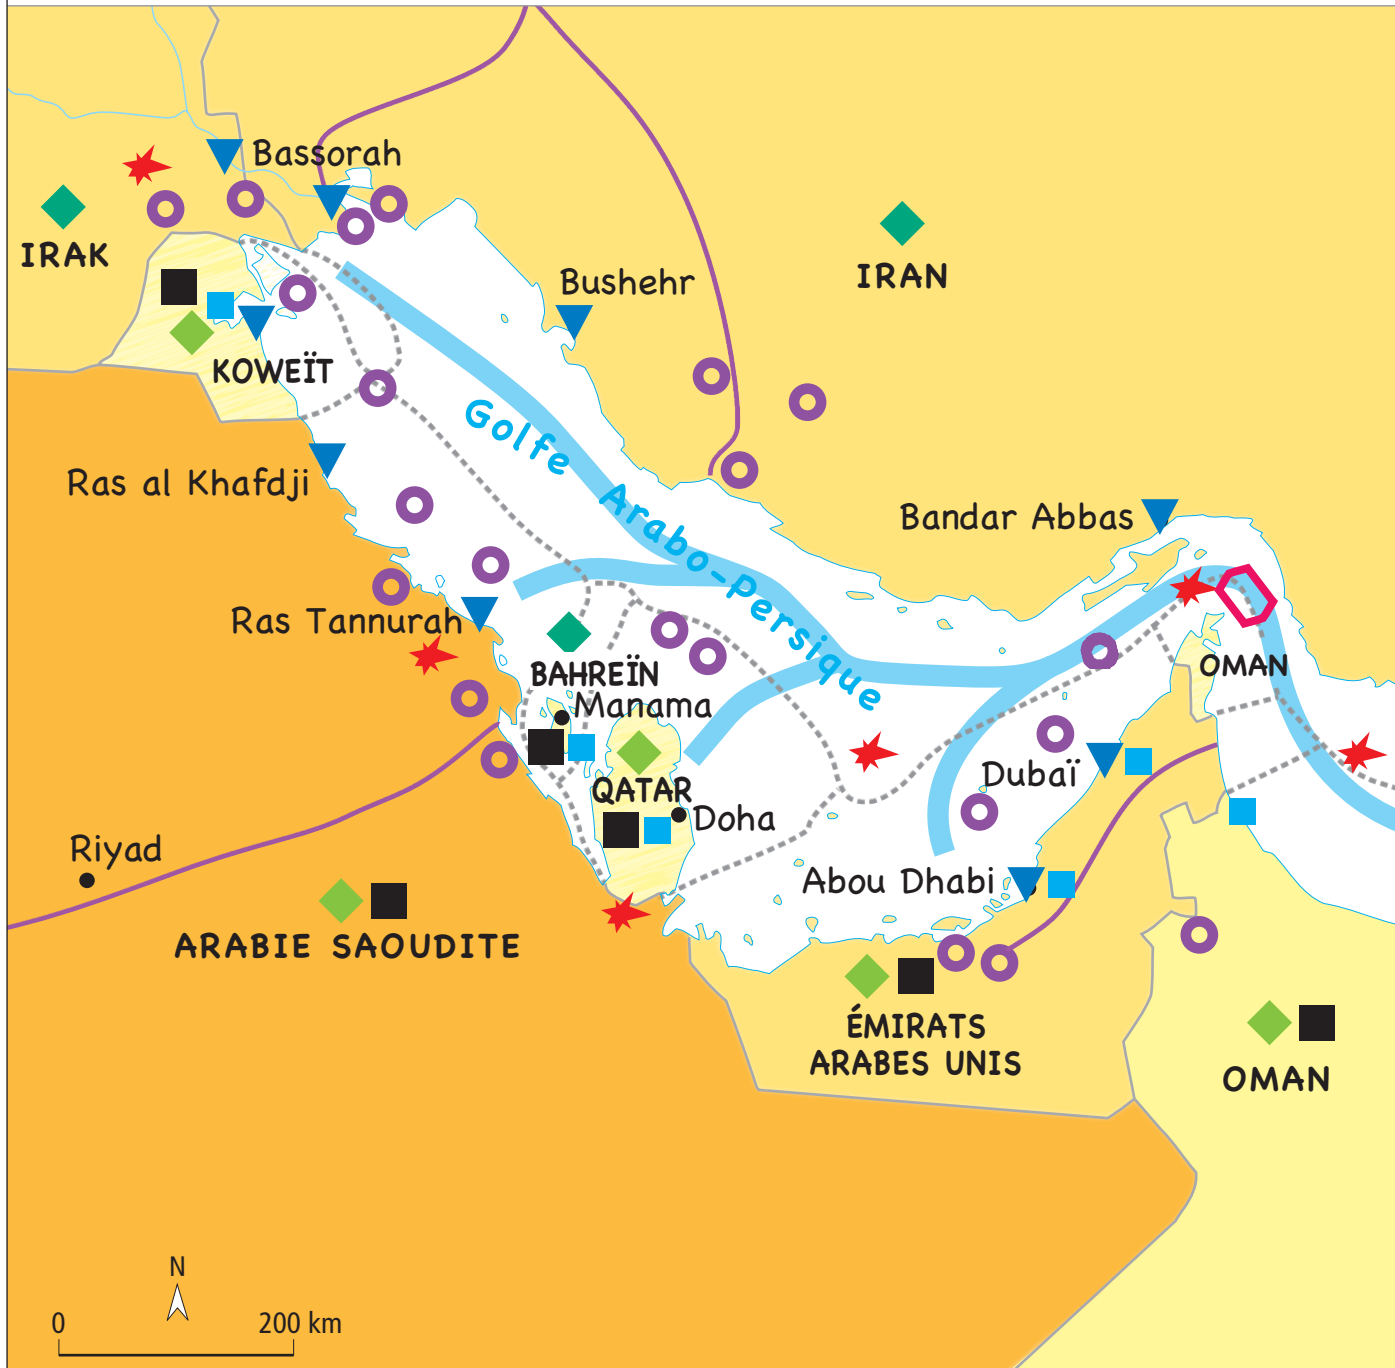 Bassorah
IRAK
IRAN
Bushehr
KOWEÏT
Golfe Arabo-Persique
Ras al Khafdji
Bandar Abbas
Ras Tannurah
OMAN
BAHREÏN
Manama
Dubaï
QATAR
Doha
Riyad
Abou Dhabi
ARABIE SAOUDITE
ÉMIRATS
ARABES UNIS
OMAN
N
0 200 km